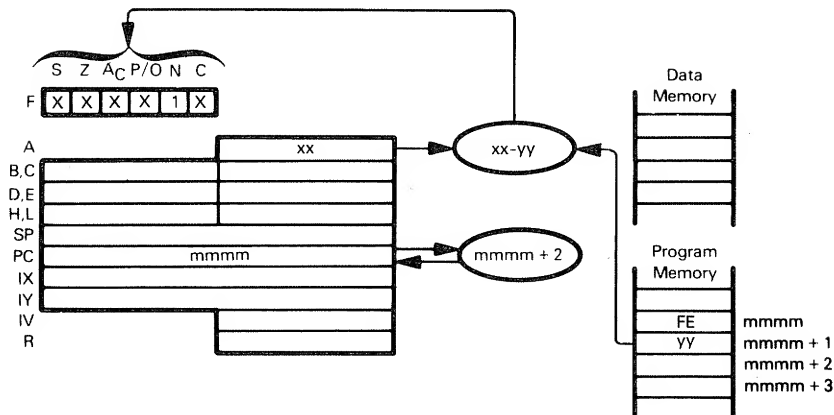 S Z AC P/O N C
F X X X X 1 X
Data
Memory
A xx
xx-yy
B,C
D,E
H,L
SP
PC mmmm
mmmm + 2
IX
IY
IV
R
Program
Memory
FE mmmm
yy mmmm + 1
mmmm + 2
mmmm + 3